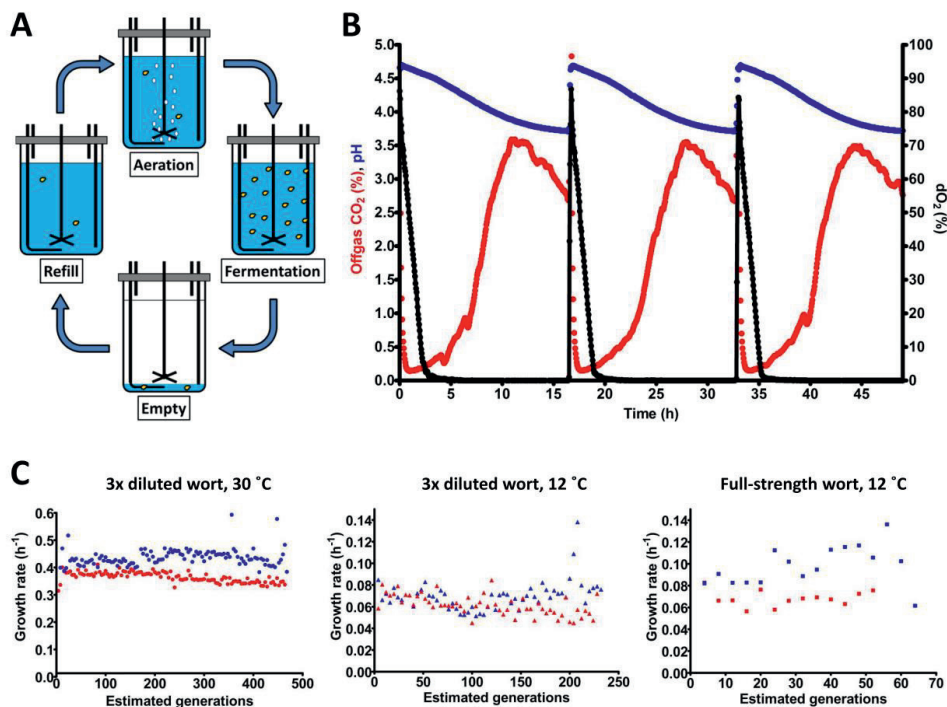 A
Aeration
Refill
Fermentation
Empty
B
Offgas CO2 (%), pH
5.0
4.5
4.0
3.5
3.0
2.5
2.0
1.5
1.0
0.5
0.0
100
90
80
70
60
50
40
30
20
10
0
dO2 (%)
0 5 10 15 20 25 30 35 40 45
Time (h)
C
3x diluted wort, 30 ˚C
Growth rate (h-1)
0.6
0.5
0.4
0.3
0.2
0.1
0.0
0 100 200 300 400 500
Estimated generations
3x diluted wort, 12 ˚C
Growth rate (h-1)
0.14
0.12
0.10
0.08
0.06
0.04
0.02
0.00
0 50 100 150 200 250
Estimated generations
Full-strength wort, 12 ˚C
Growth rate (h-1)
0.14
0.12
0.10
0.08
0.06
0.04
0.02
0.00
0 10 20 30 40 50 60 70
Estimated generations